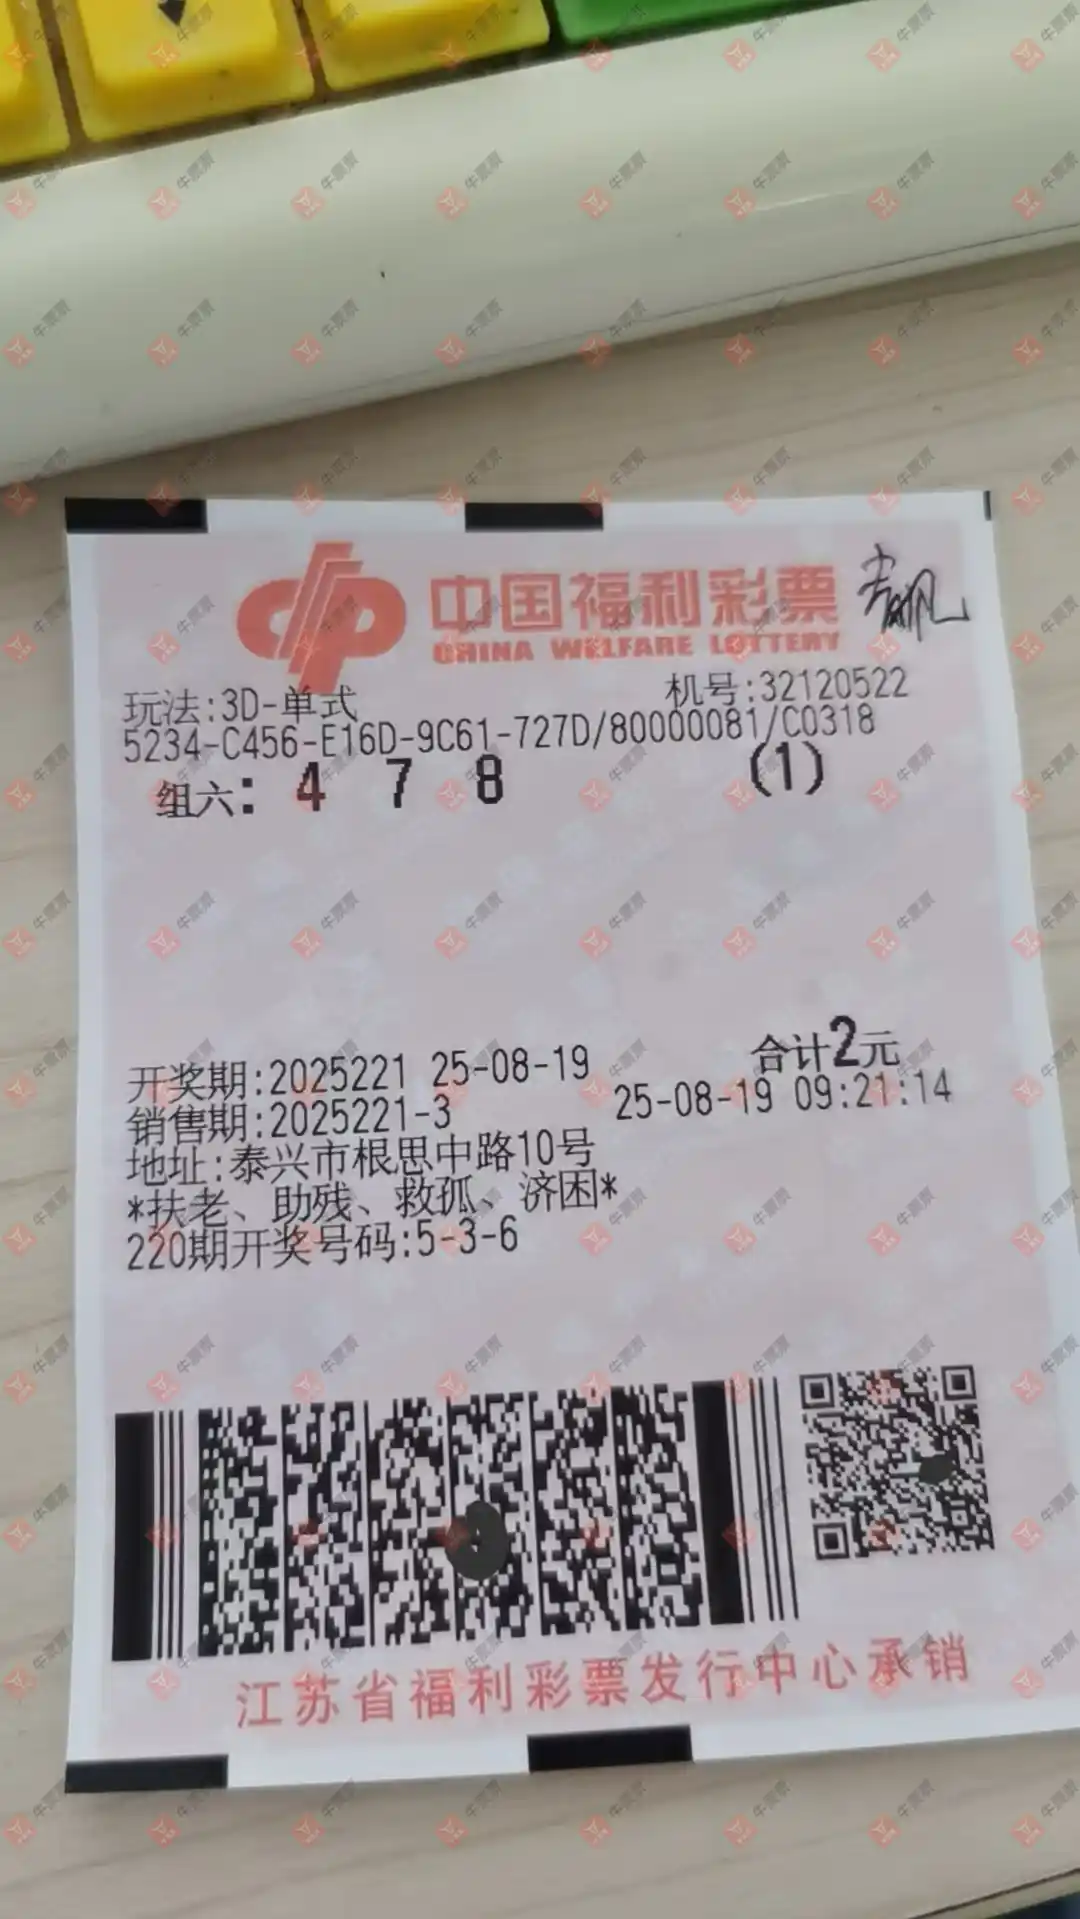 中国福利彩票
CHINA WELFARE LOTTERY
玩法:3D-单式 机号:32120522
5234-C456-E16D-9C61-727D/80000081/C0318
组六: 4 7 8 (1)
合计2元
开奖期:2025221 25-08-19
销售期:2025221-3 25-08-19 09:21:14
地址:泰兴市根思中路10号
*扶老、助残、救孤、济困*
220期开奖号码:5-3-6
江苏省福利彩票发行中心承销